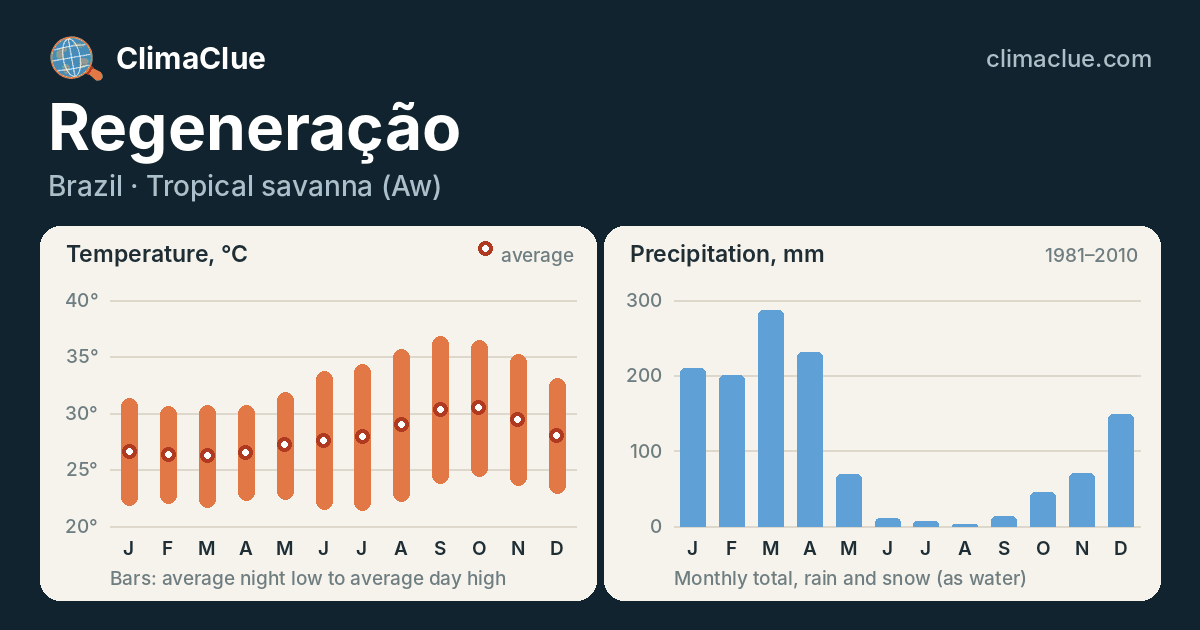 ClimaClue
climaclue.com
Regeneração
Brazil · Tropical savanna (Aw)
Temperature, °C
average
40°
35°
30°
25°
20°
J F M A M J J A S O N D
Bars: average night low to average day high
Precipitation, mm
1981–2010
300
200
100
0
J F M A M J J A S O N D
Monthly total, rain and snow (as water)